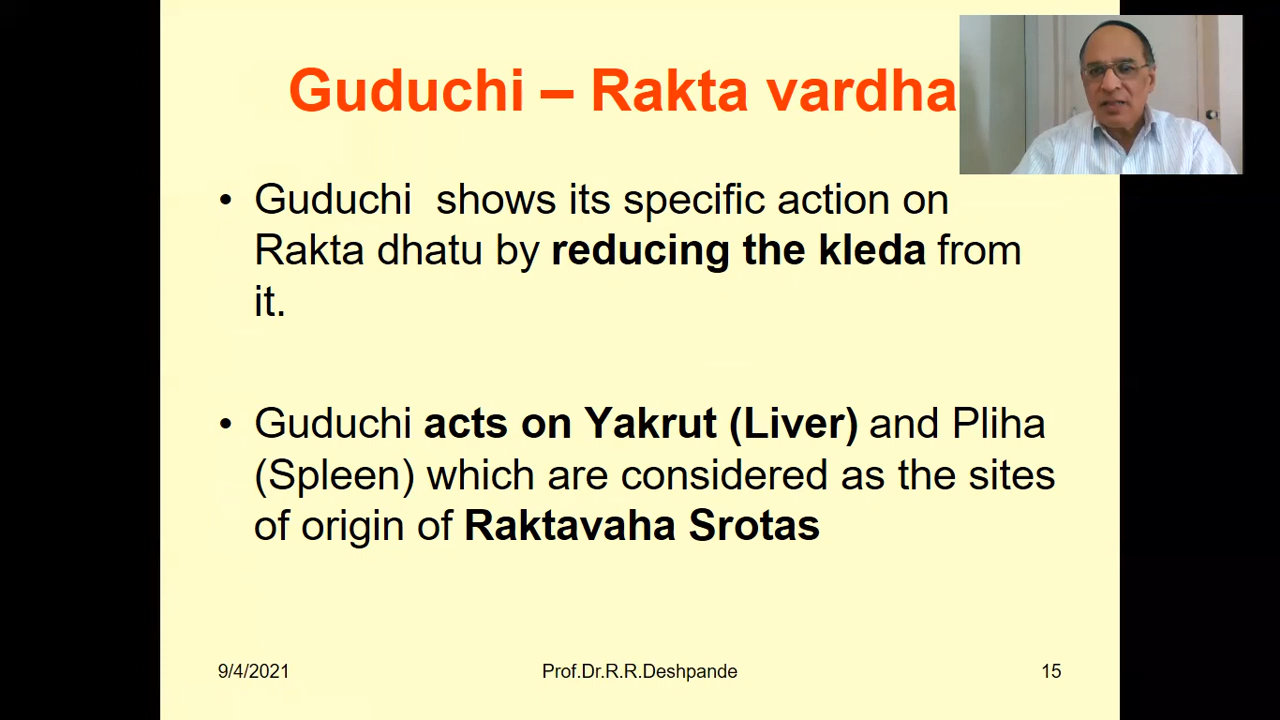 Guduchi – Rakta vardha
• Guduchi shows its specific action on
Rakta dhatu by reducing the kleda from
it.
• Guduchi acts on Yakrut (Liver) and Pliha
(Spleen) which are considered as the sites
of origin of Raktavaha Srotas
9/4/2021 Prof.Dr.R.R.Deshpande 15